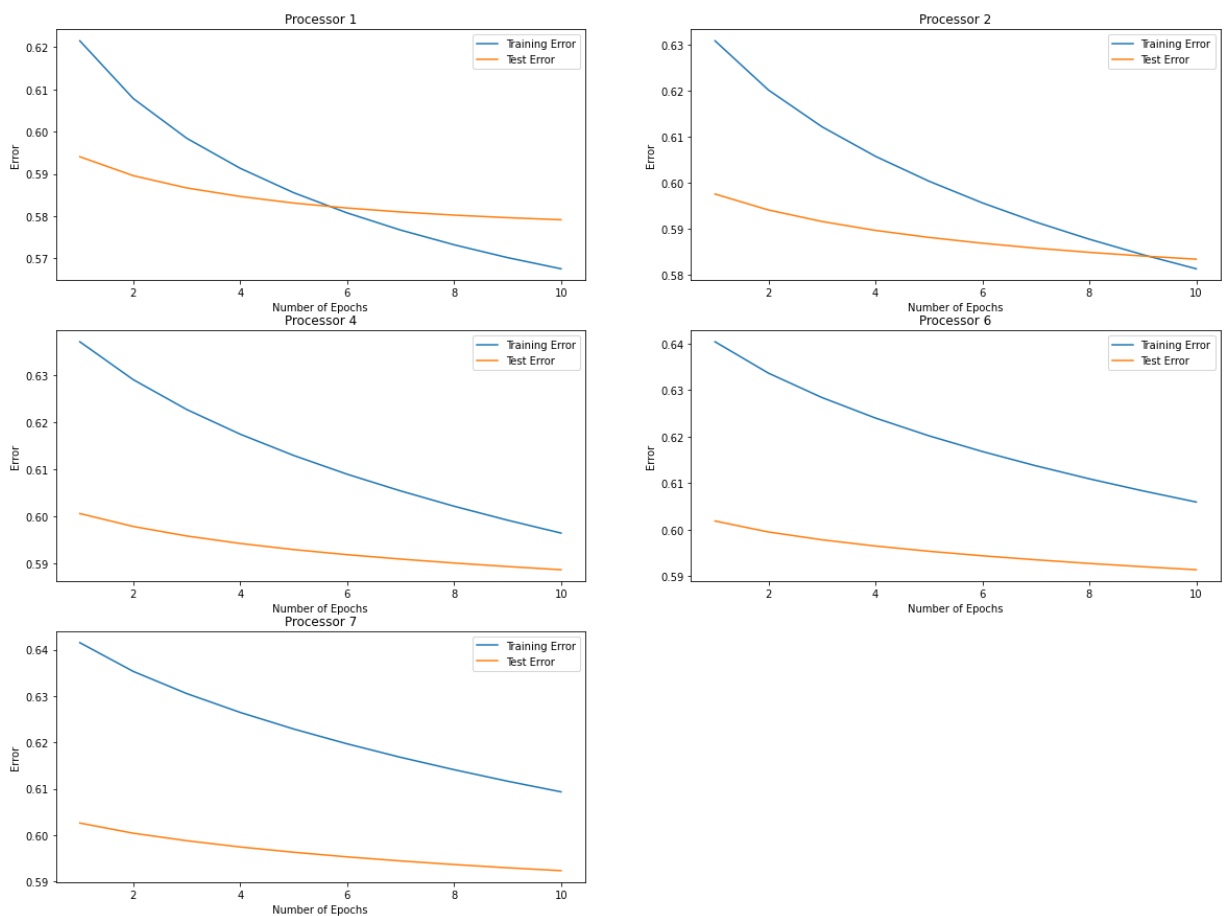 Processor 1
0.62
0.61
0.60
0.59
0.58
0.57
Error
Training Error
Test Error
2
4
6
8
10
Number of Epochs
Processor 2
0.63
0.62
0.61
0.60
0.59
0.58
Error
Training Error
Test Error
2
4
6
8
10
Number of Epochs
Processor 4
0.63
0.62
0.61
0.60
0.59
Error
Training Error
Test Error
2
4
6
8
10
Number of Epochs
Processor 6
0.64
0.63
0.62
0.61
0.60
0.59
Error
Training Error
Test Error
2
4
6
8
10
Number of Epochs
Processor 7
0.64
0.63
0.62
0.61
0.60
0.59
Error
Training Error
Test Error
2
4
6
8
10
Number of Epochs